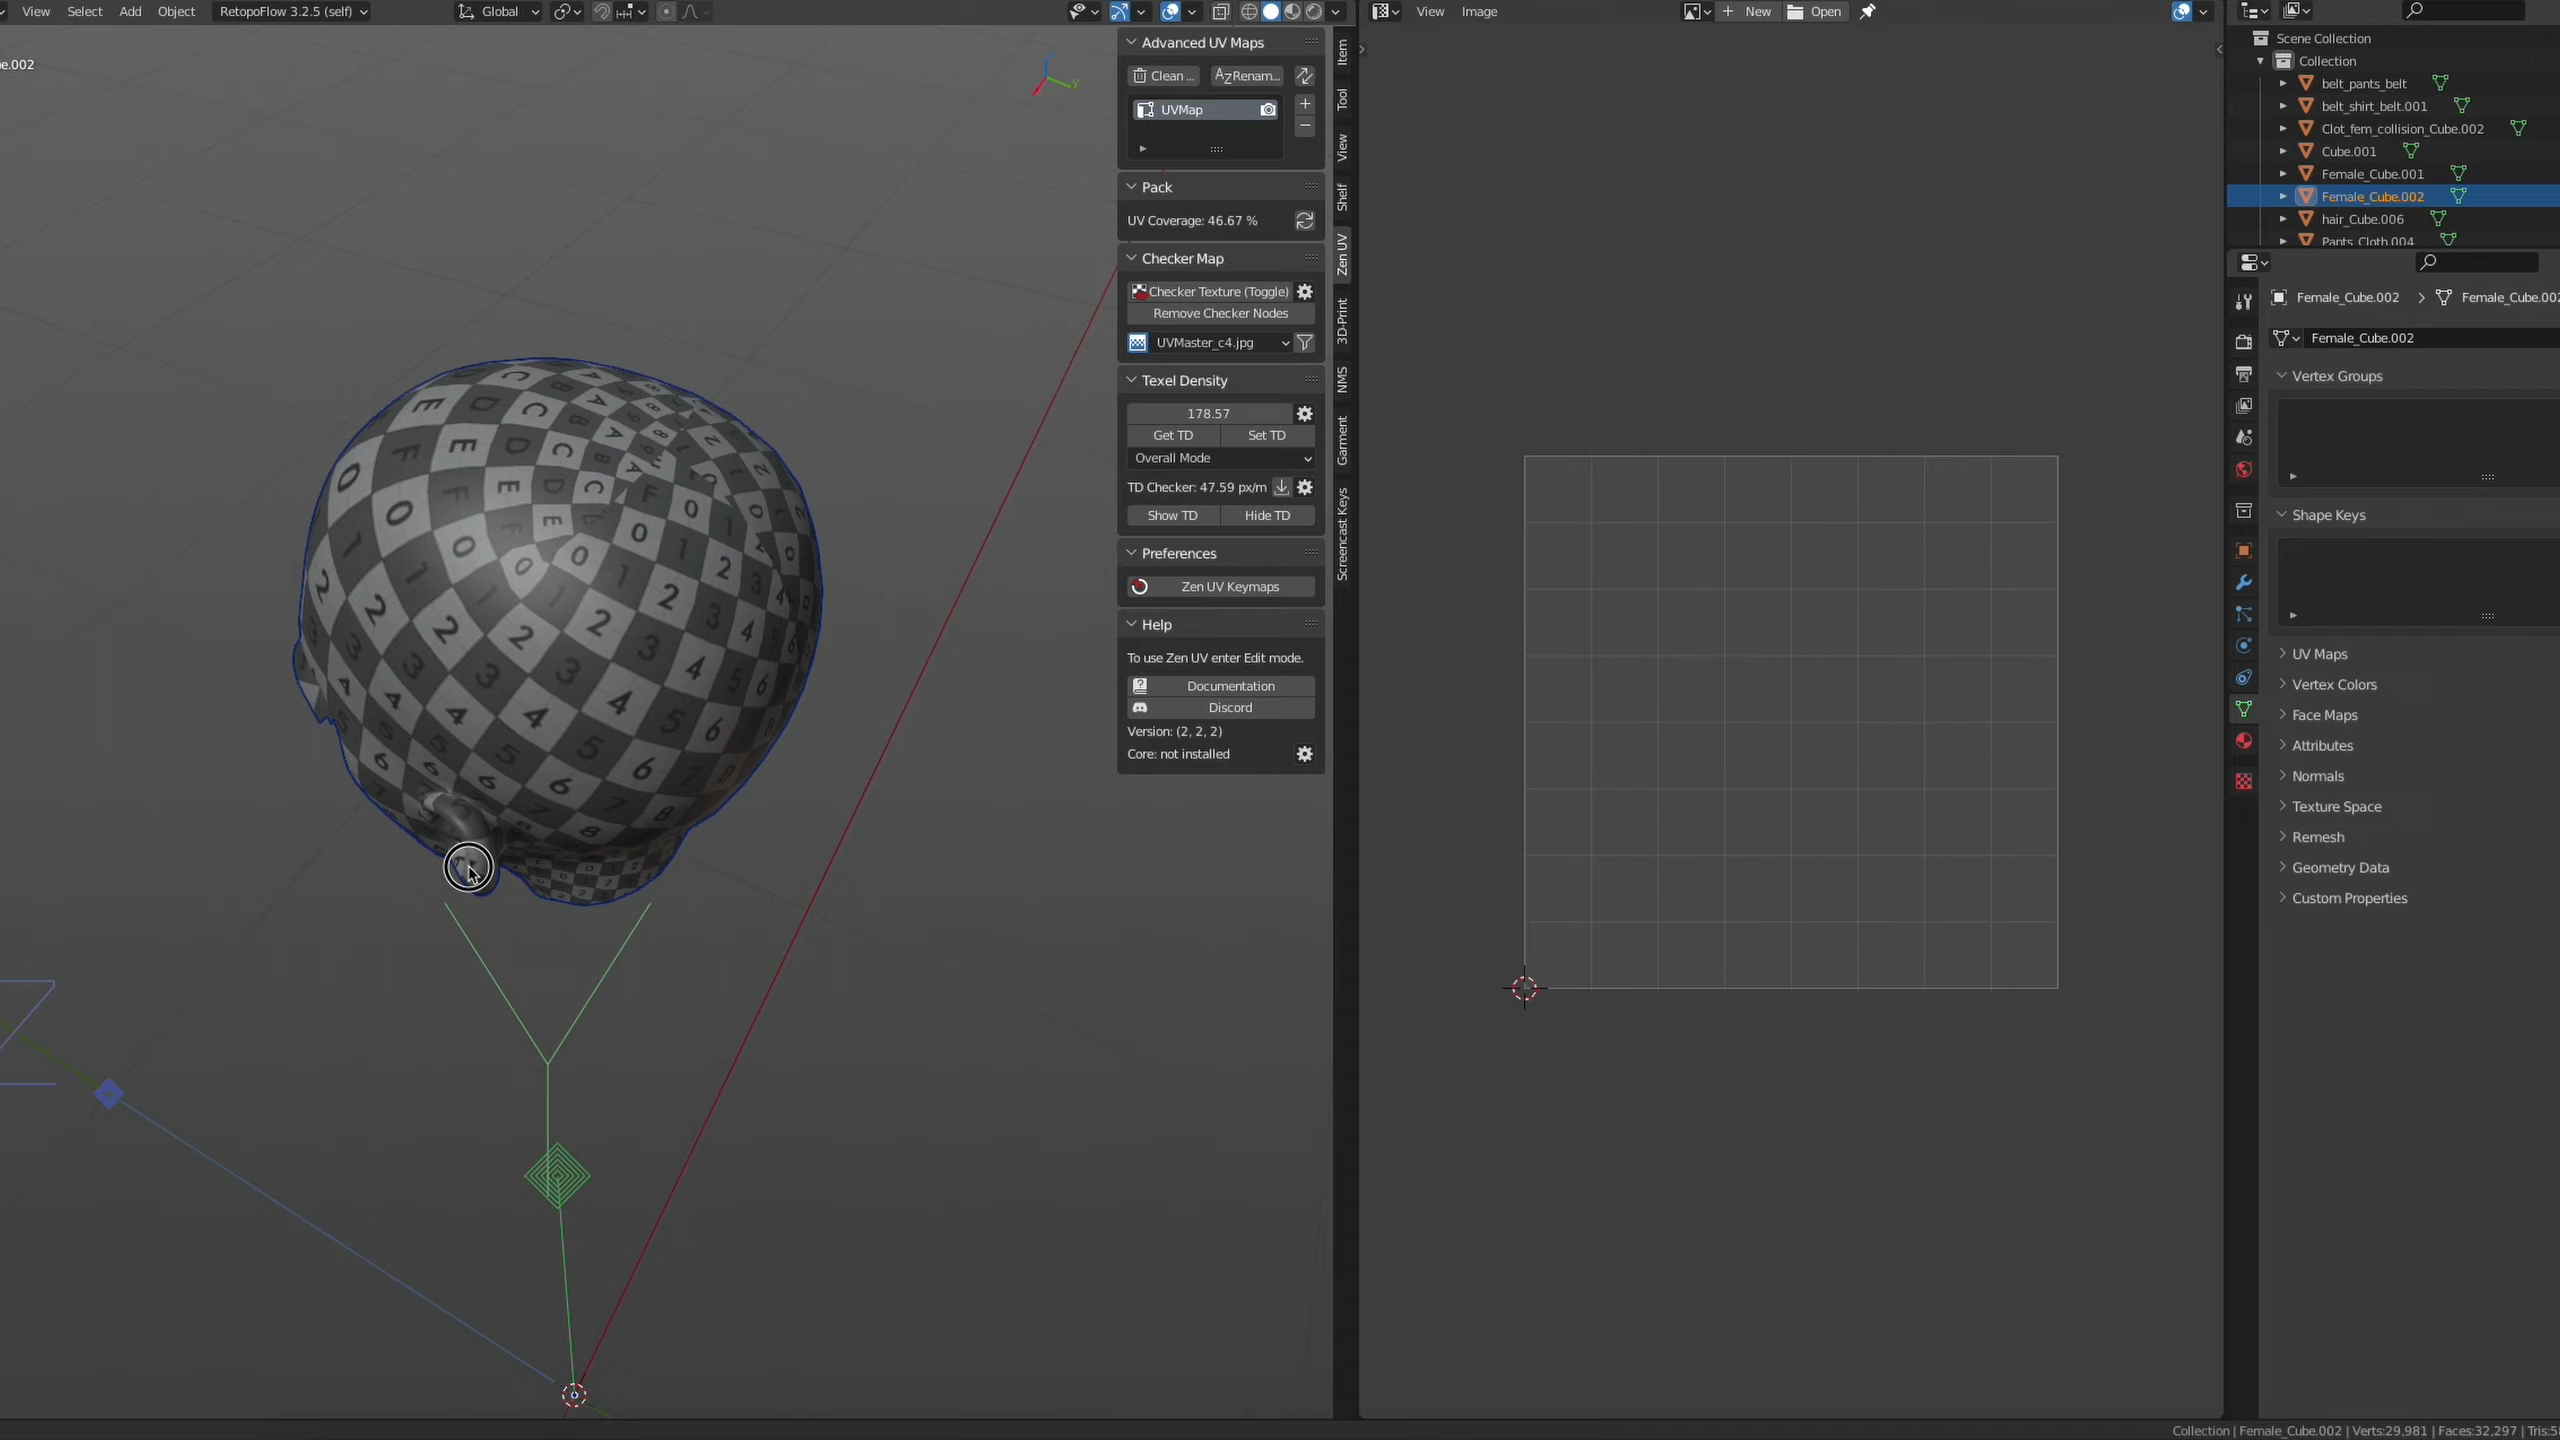 View Select Add Object RetopoFlow 3.2.5 (self) Global
e.002
Advanced UV Maps
Clean ... Renam...
UVMap
Pack
UV Coverage: 46.67 %
Checker Map
Checker Texture (Toggle)
Remove Checker Nodes
UVMaster_c4.jpg
Texel Density
178.57
Get TD Set TD
Overall Mode
TD Checker: 47.59 px/m
Show TD Hide TD
Preferences
Zen UV Keymaps
Help
To use Zen UV enter Edit mode.
Documentation
Discord
Version: (2, 2, 2)
Core: not installed
Item
Tool
View
Shelf
Zen UV
3D-Print
NMS
Garment
Screencast Keys
View Image New Open
Scene Collection
Collection
belt_pants_belt
belt_shirt_belt.001
Clot_fem_collision_Cube.002
Cube.001
Female_Cube.001
Female_Cube.002
hair_Cube.006
Pants_Cloth.004
Female_Cube.002 > Female_Cube.002
Female_Cube.002
Vertex Groups
Shape Keys
UV Maps
Vertex Colors
Face Maps
Attributes
Normals
Texture Space
Remesh
Geometry Data
Custom Properties
Collection | Female_Cube.002 | Verts:29,981 | Faces:32,297 | Tris:5